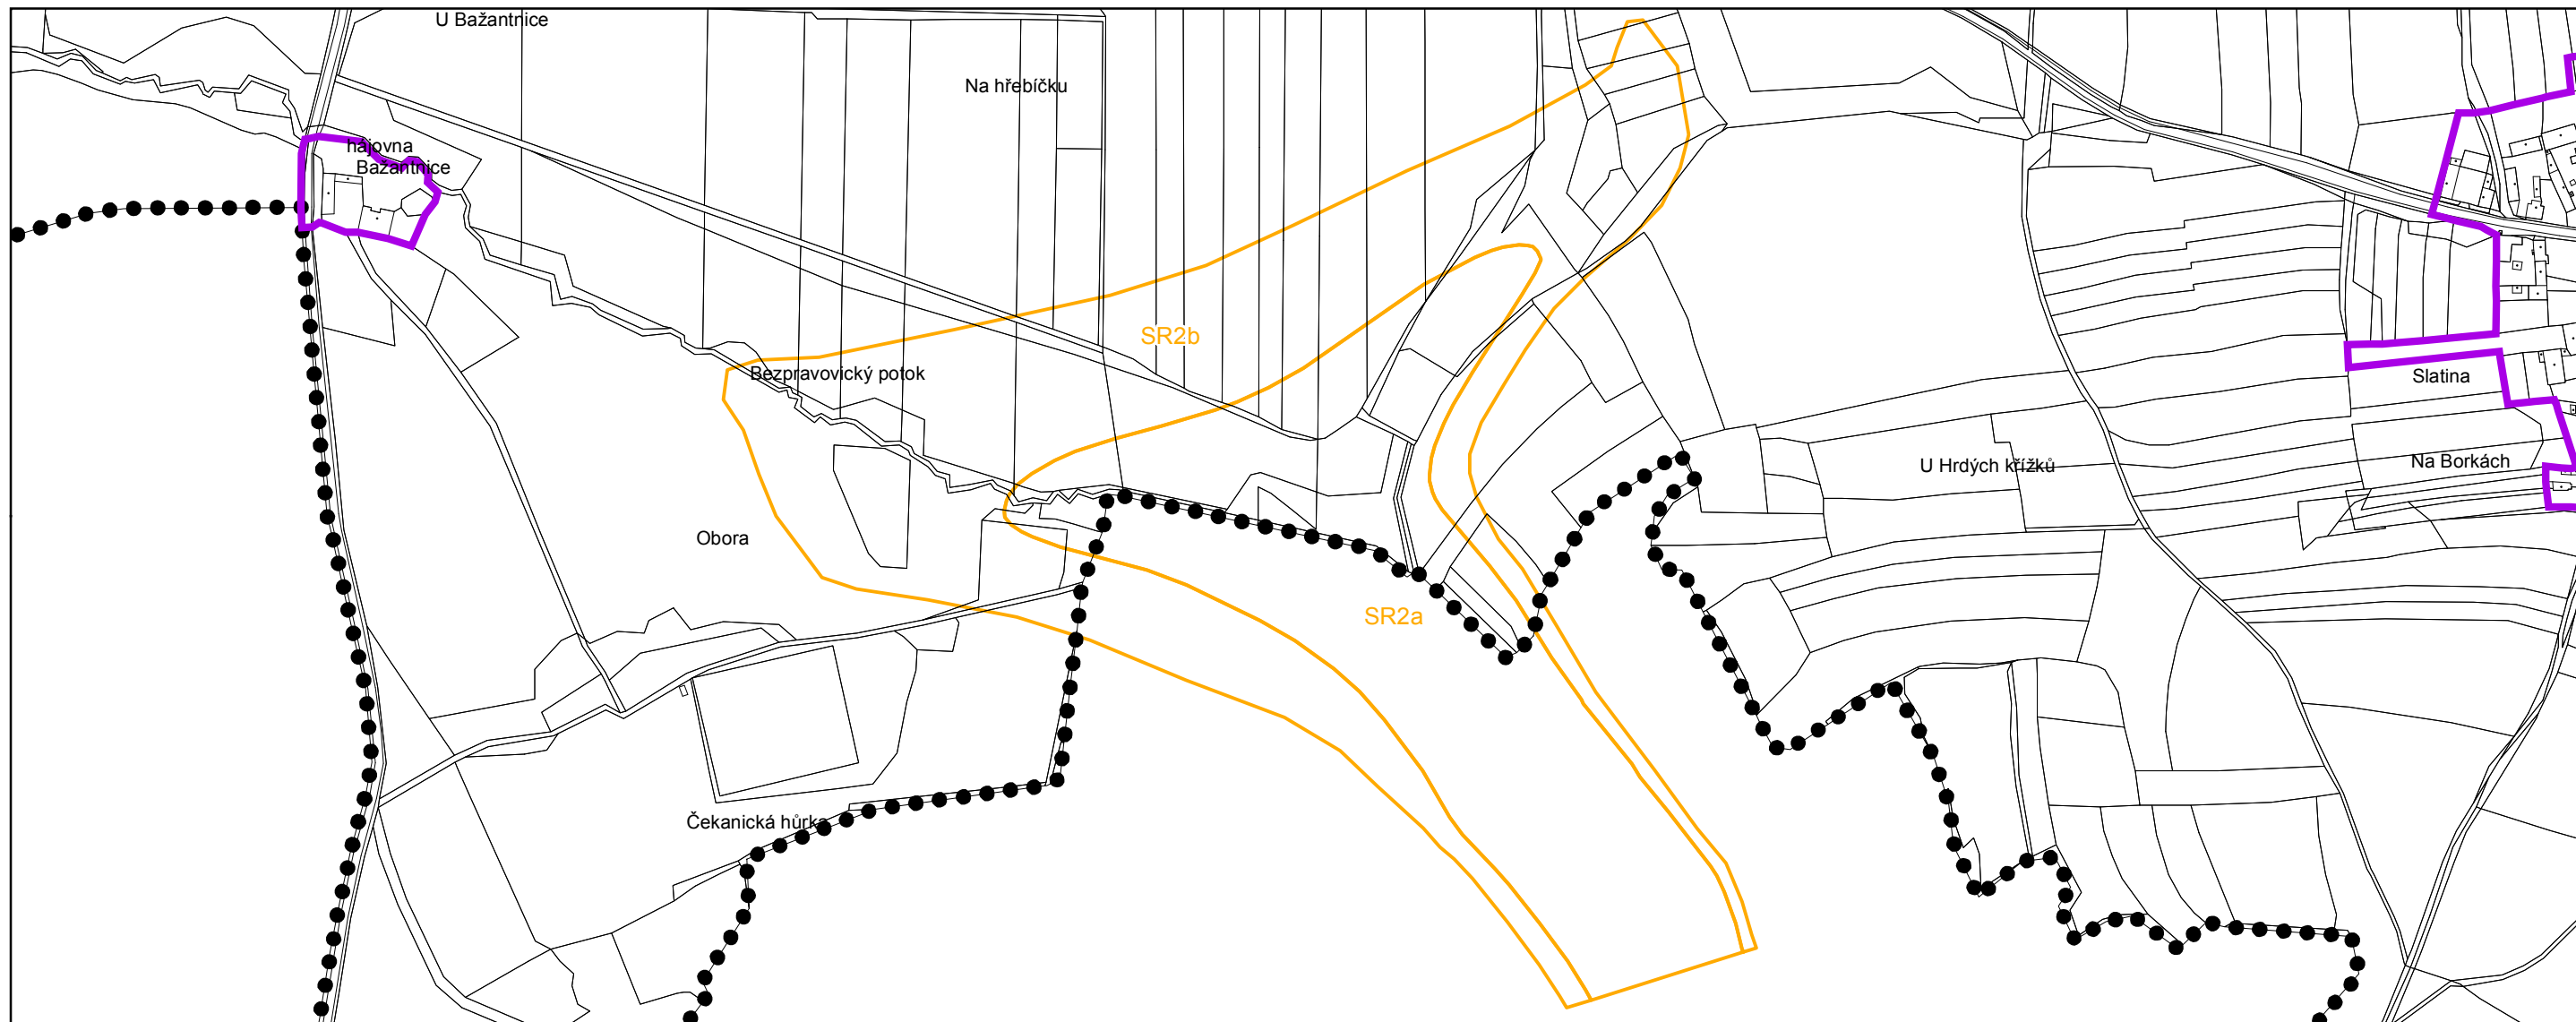 U Bažantnice
Na hřebíčku
hájovna
Bažantnice
SR2b
Bezpravovický potok
Slatina
U Hrdých křížků
Na Borkách
Obora
SR2a
Čekanická hůrka